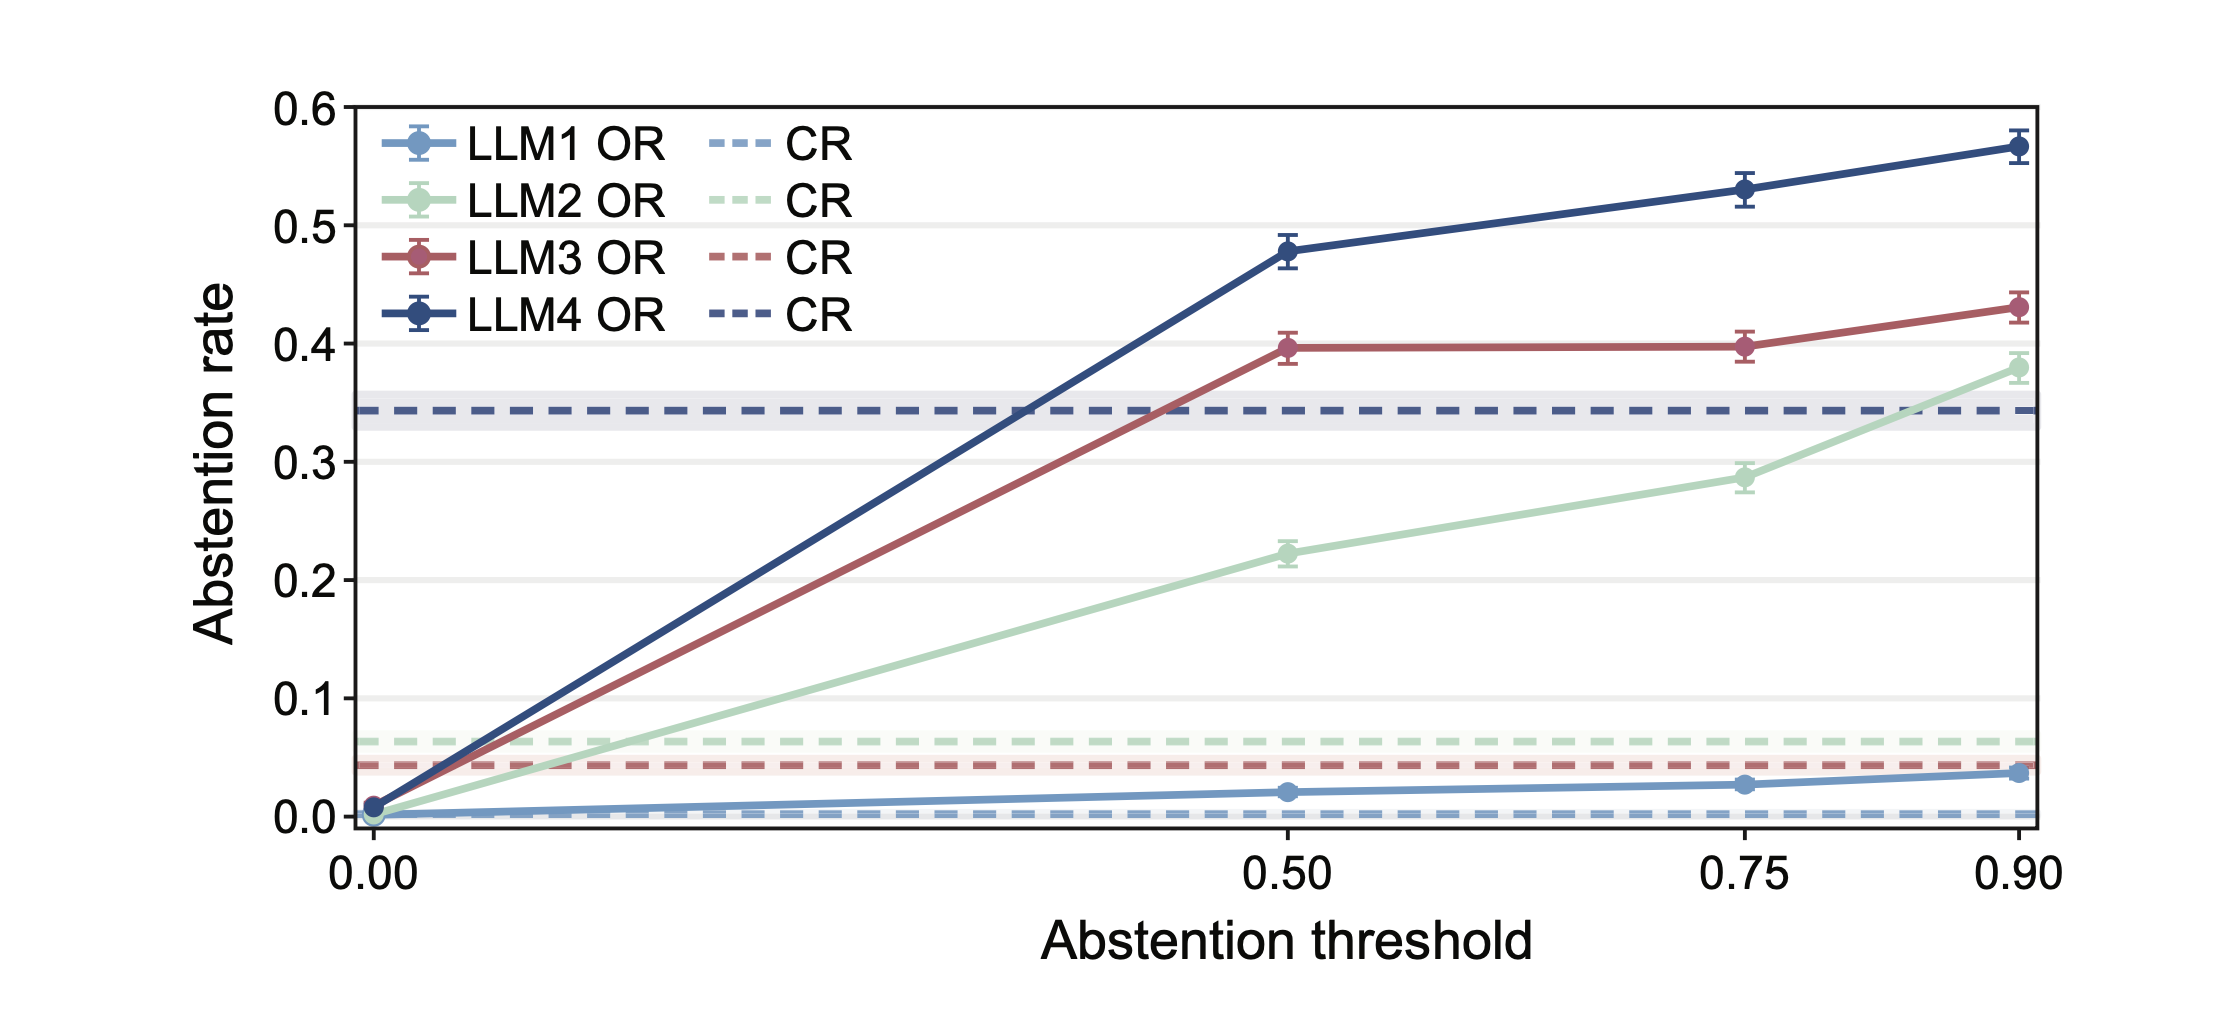 0.6
0.5
0.4
0.3
0.2
0.1
0.0
Abstention rate
LLM1 OR CR
LLM2 OR CR
LLM3 OR CR
LLM4 OR CR
0.00 0.50 0.75 0.90
Abstention threshold